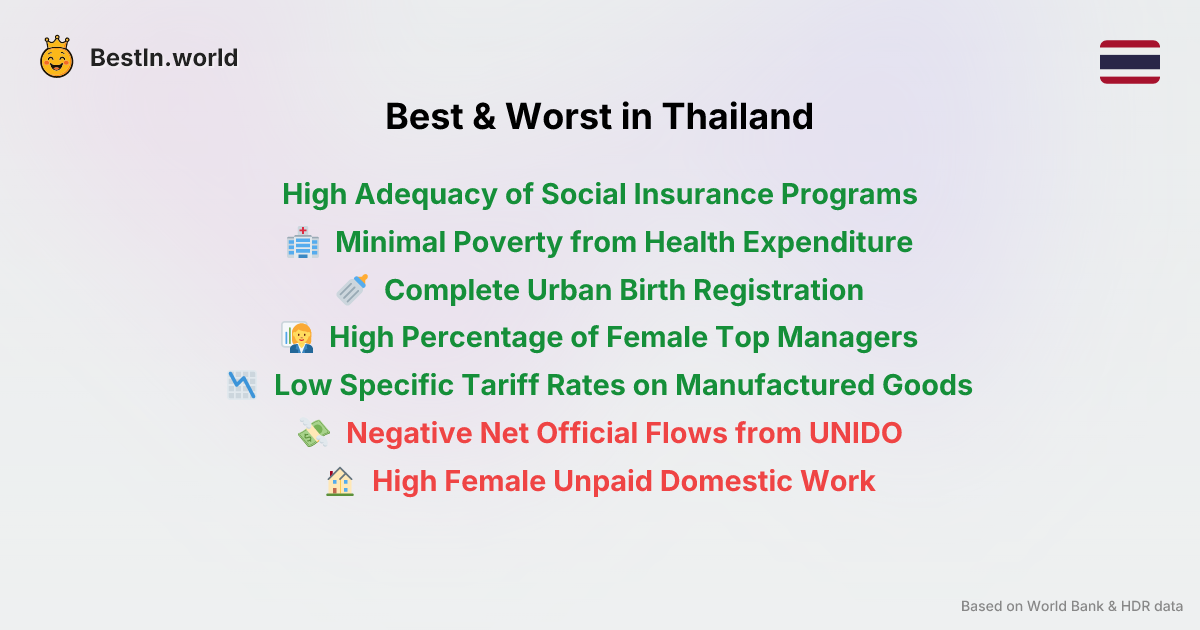 BestIn.world
Best & Worst in Thailand
High Adequacy of Social Insurance Programs
Minimal Poverty from Health Expenditure
Complete Urban Birth Registration
High Percentage of Female Top Managers
Low Specific Tariff Rates on Manufactured Goods
Negative Net Official Flows from UNIDO
High Female Unpaid Domestic Work
Based on World Bank & HDR data